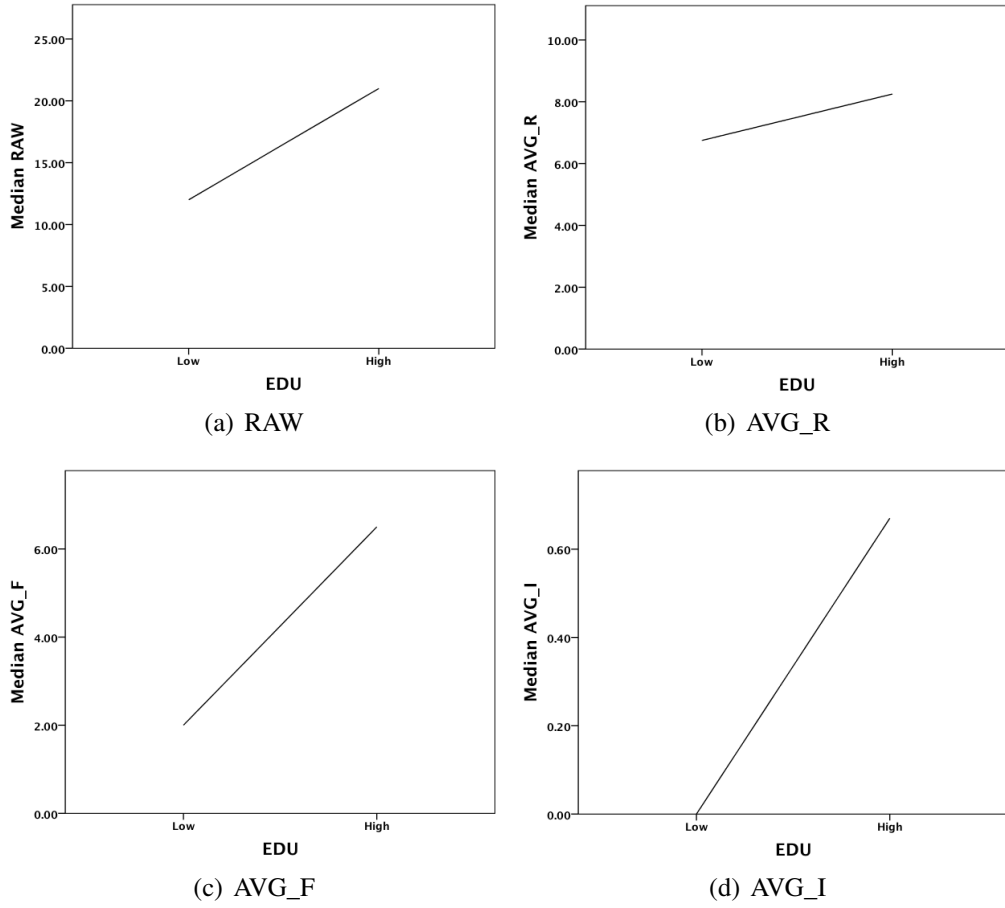 Median RAW
25.00
20.00
15.00
10.00
5.00
0.00
Low High
EDU
(a) RAW
Median AVG_R
10.00
8.00
6.00
4.00
2.00
0.00
Low High
EDU
(b) AVG_R
Median AVG_F
6.00
4.00
2.00
0.00
Low High
EDU
(c) AVG_F
Median AVG_I
0.60
0.40
0.20
0.00
Low High
EDU
(d) AVG_I